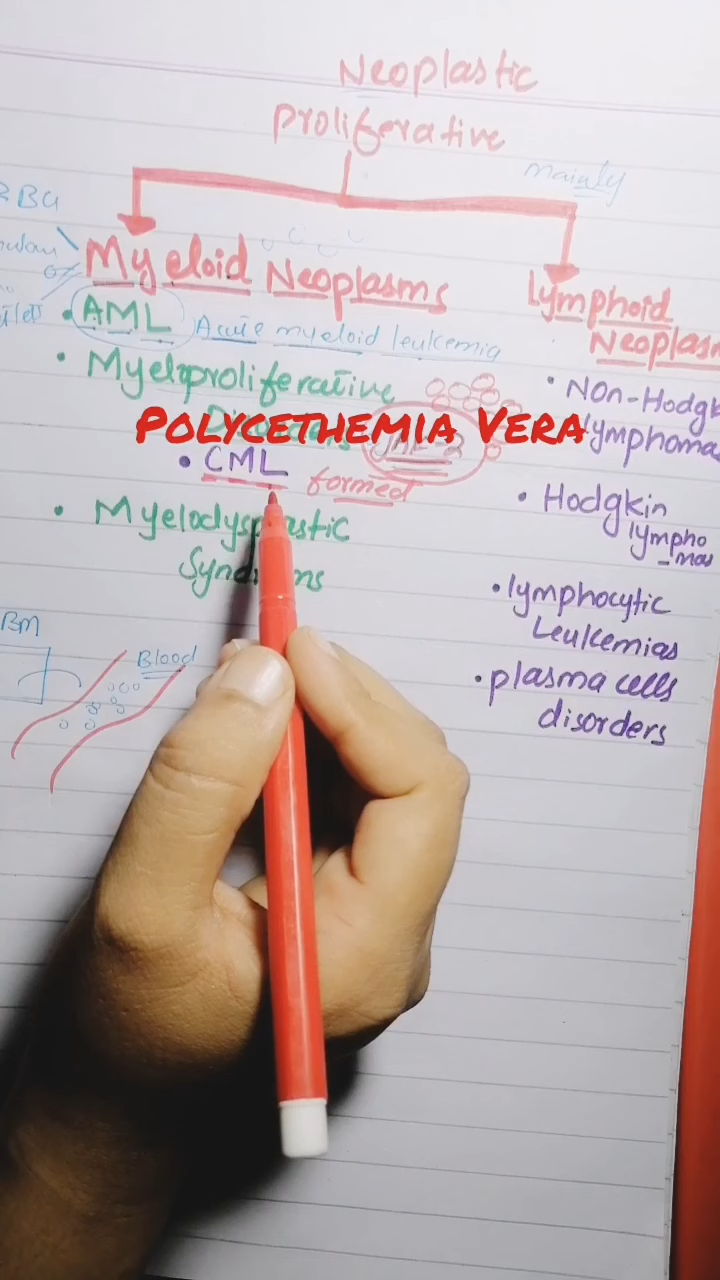 Neoplastic
Proliferative
mainly
RBC
Myeloid Neoplasms
Lymphoid
Neoplasm
• AML Acute myeloid leukemia
• Myeloproliferative
• Non-Hodgk
lymphoma
Polycethemia Vera
• CML
formed
• Hodgkin
lympho
-mas
Myelodysplastic
• lymphocytic
Leukemias
BM
Blood
• plasma cells
disorders